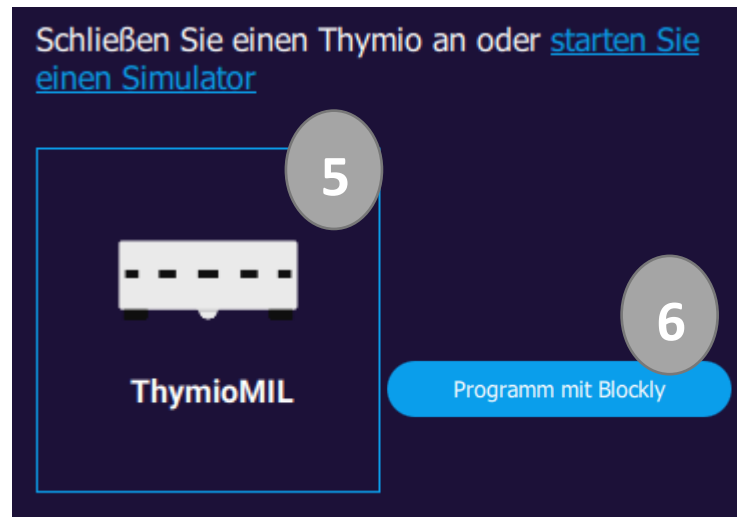 Schließen Sie einen Thymio an oder starten Sie
einen Simulator
5
6
ThymioMIL
Programm mit Blockly